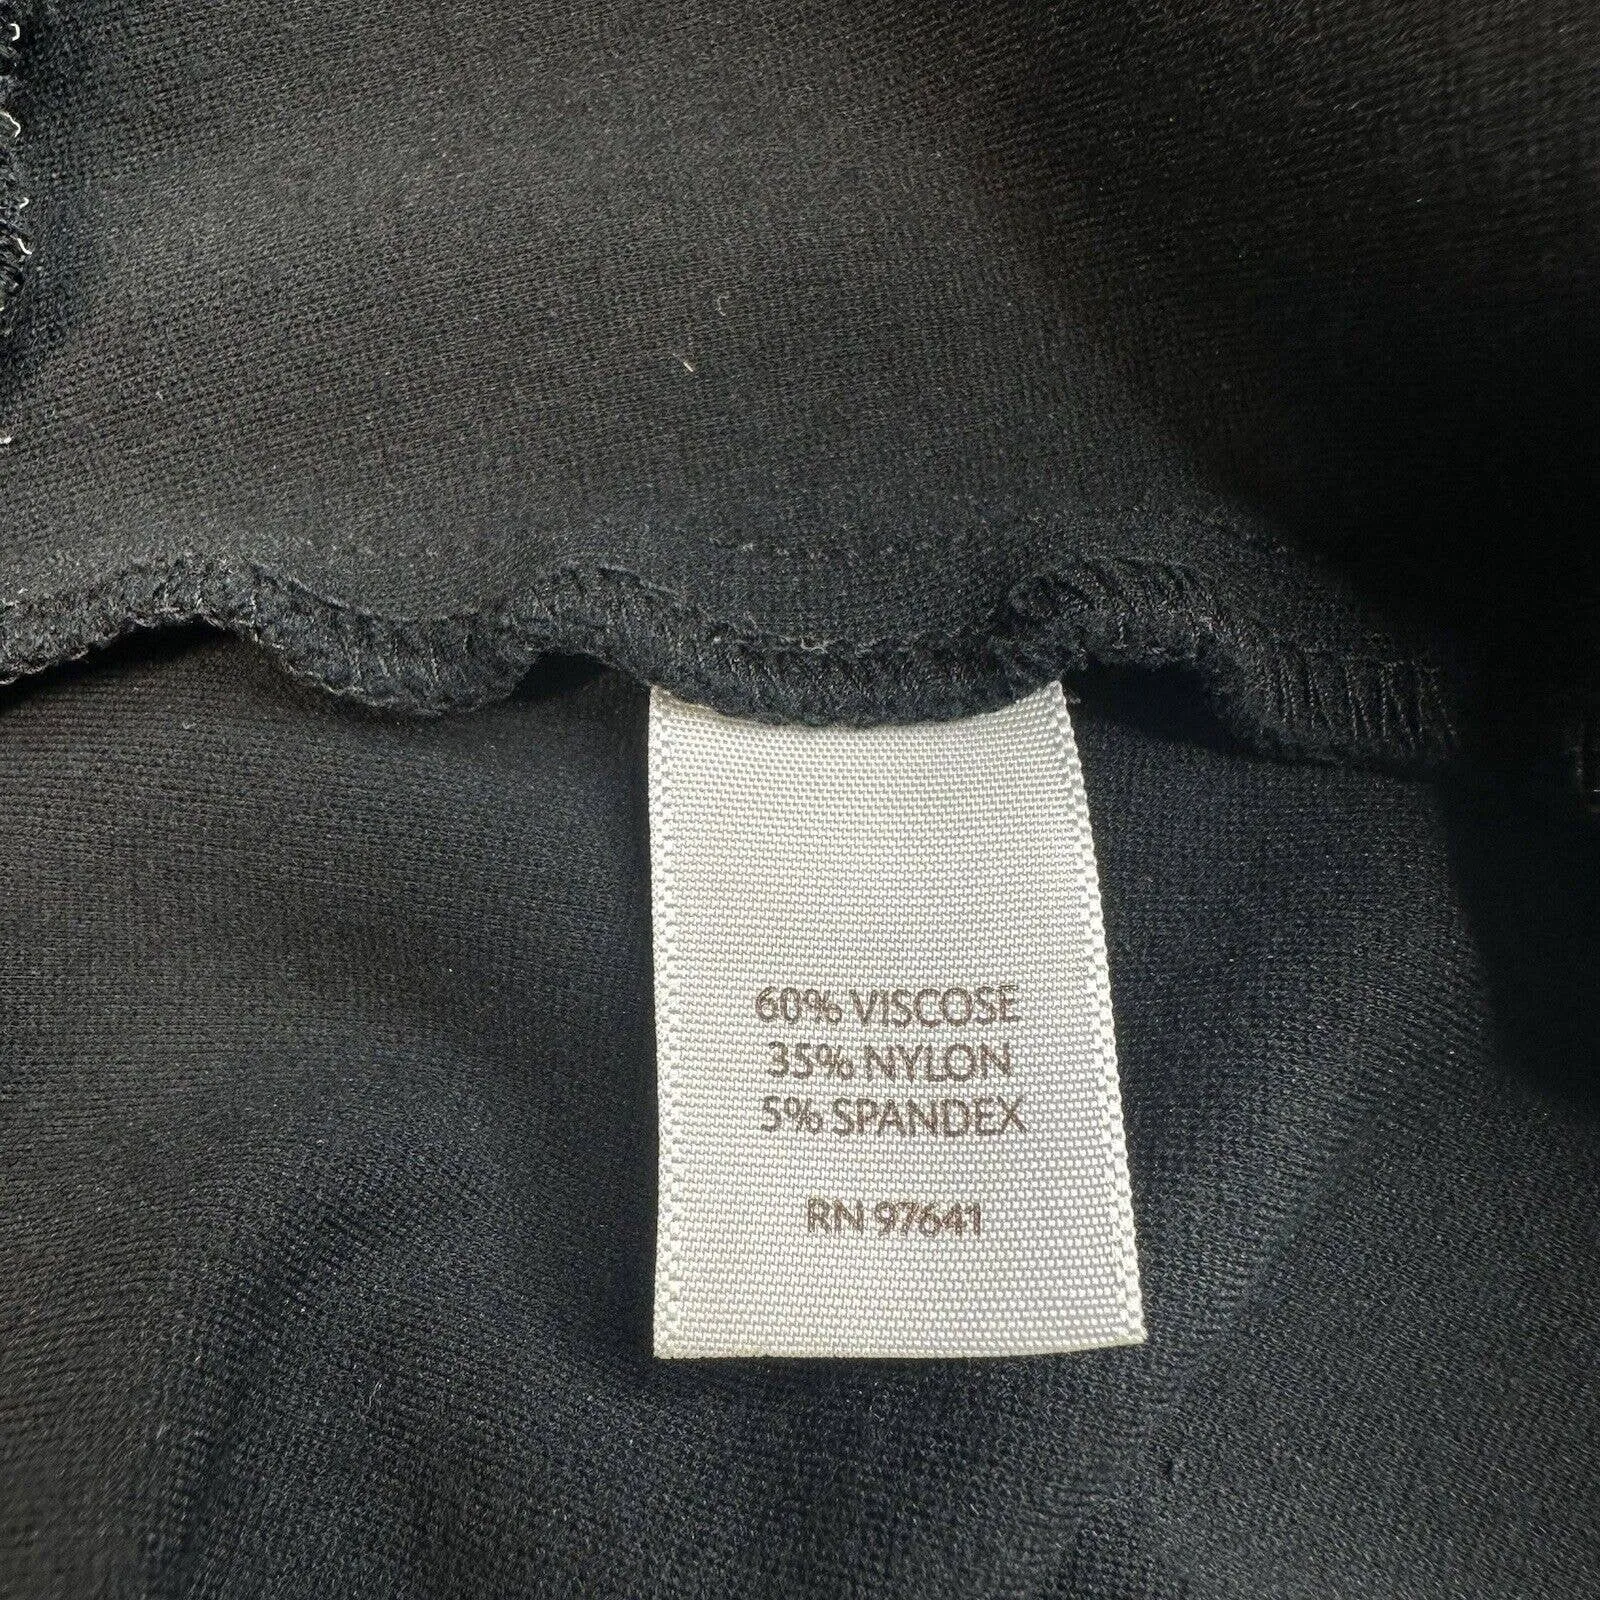 60% VISCOSE
35% NYLON
5% SPANDEX
RN 97641